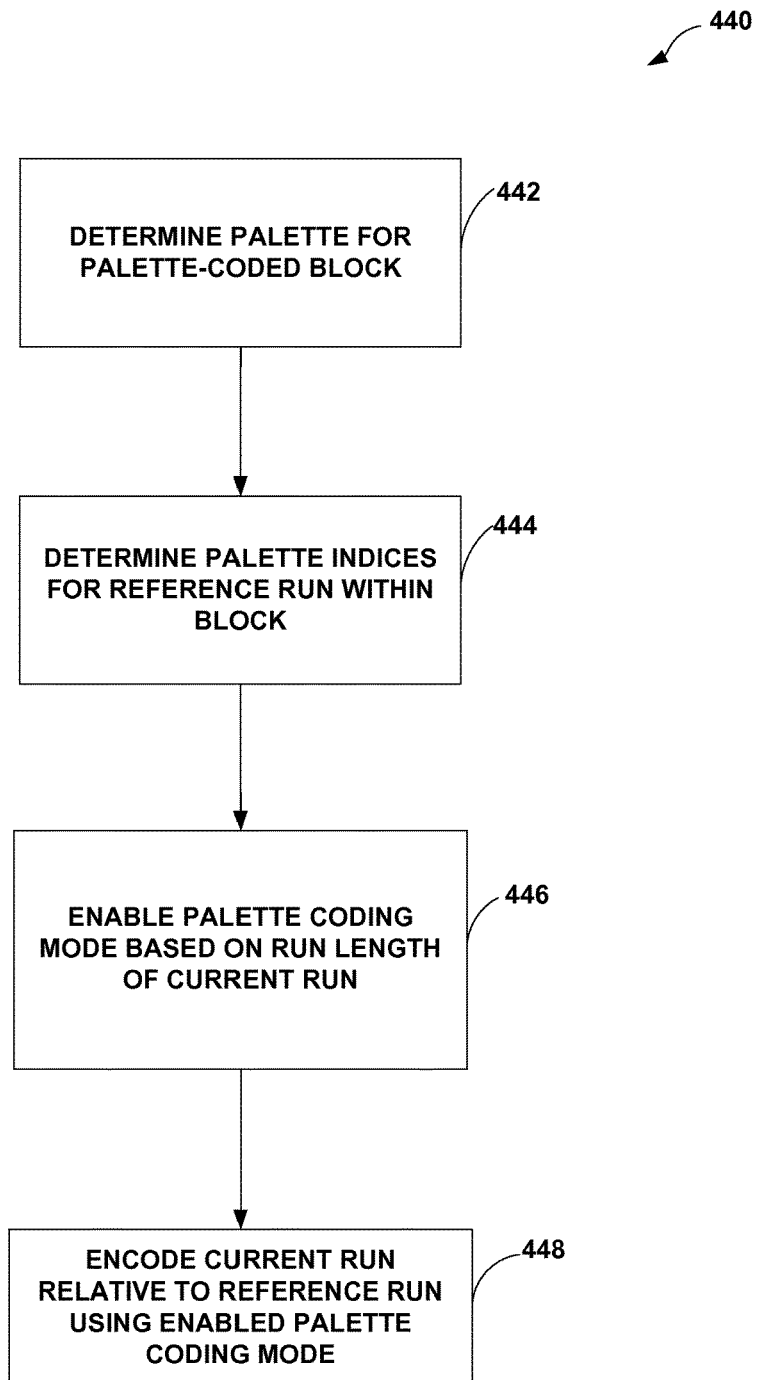 440
442
DETERMINE PALETTE FOR
PALETTE-CODED BLOCK
444
DETERMINE PALETTE INDICES
FOR REFERENCE RUN WITHIN
BLOCK
446
ENABLE PALETTE CODING
MODE BASED ON RUN LENGTH
OF CURRENT RUN
448
ENCODE CURRENT RUN
RELATIVE TO REFERENCE RUN
USING ENABLED PALETTE
CODING MODE